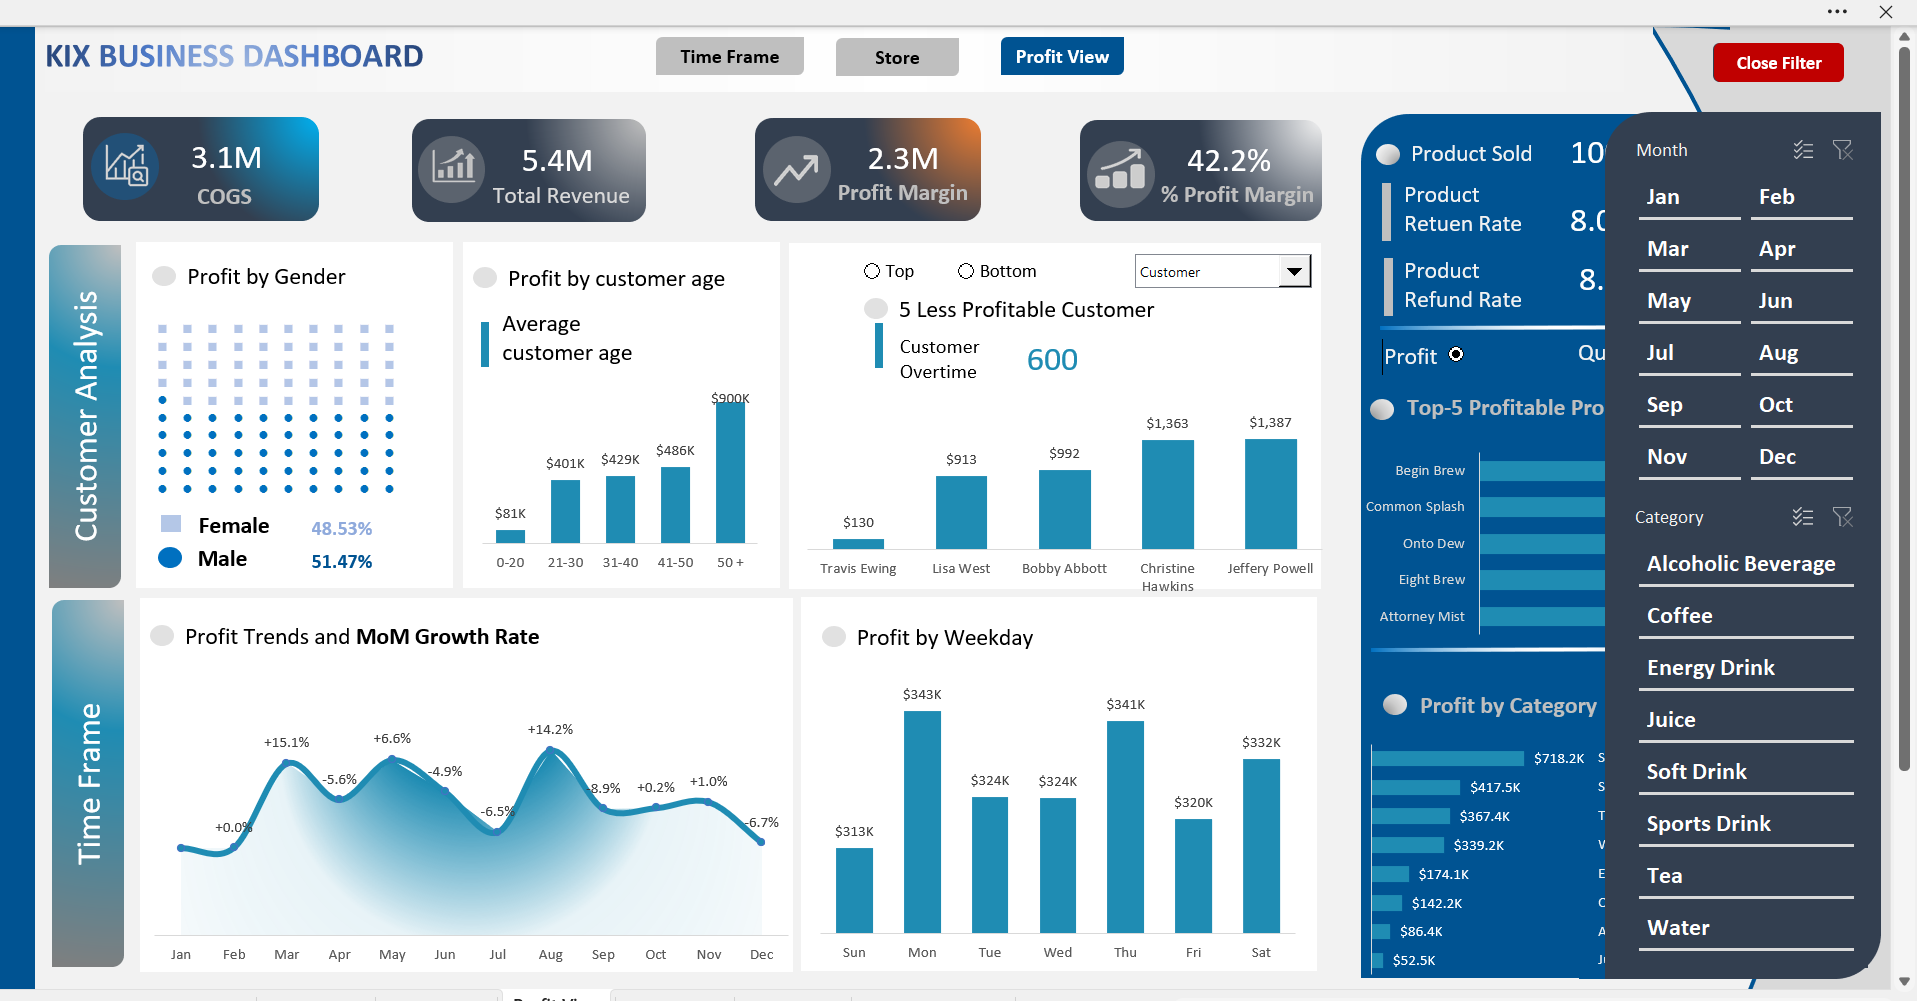 KIX BUSINESS DASHBOARD
Time Frame
Store
Profit View
Close Filter
3.1M
COGS
5.4M
Total Revenue
2.3M
Profit Margin
42.2%
% Profit Margin
Customer Analysis
Profit by Gender
Female 48.53%
Male 51.47%
Profit by customer age
Average
customer age
$81K
$401K
$429K
$486K
$900K
0-20 21-30 31-40 41-50 50 +
Top
Bottom
Customer
5 Less Profitable Customer
Customer
Overtime
600
$130
$913
$992
$1,363
$1,387
Travis Ewing
Lisa West
Bobby Abbott
Christine
Hawkins
Jeffery Powell
Time Frame
Profit Trends and MoM Growth Rate
+0.0%
+15.1%
-5.6%
+6.6%
-4.9%
-6.5%
+14.2%
-8.9%
+0.2%
+1.0%
-6.7%
Jan Feb Mar Apr May Jun Jul Aug Sep Oct Nov Dec
Profit by Weekday
$313K
$343K
$324K
$324K
$341K
$320K
$332K
Sun Mon Tue Wed Thu Fri Sat
Product Sold 10
Product
Retuen Rate
8.0
Product
Refund Rate
8.
Profit
Qu
Top-5 Profitable Pro
Begin Brew
Common Splash
Onto Dew
Eight Brew
Attorney Mist
Profit by Category
$718.2K S
$417.5K S
$367.4K T
$339.2K V
$174.1K E
$142.2K C
$86.4K A
$52.5K J
Month
Jan Feb
Mar Apr
May Jun
Jul Aug
Sep Oct
Nov Dec
Category
Alcoholic Beverage
Coffee
Energy Drink
Juice
Soft Drink
Sports Drink
Tea
Water